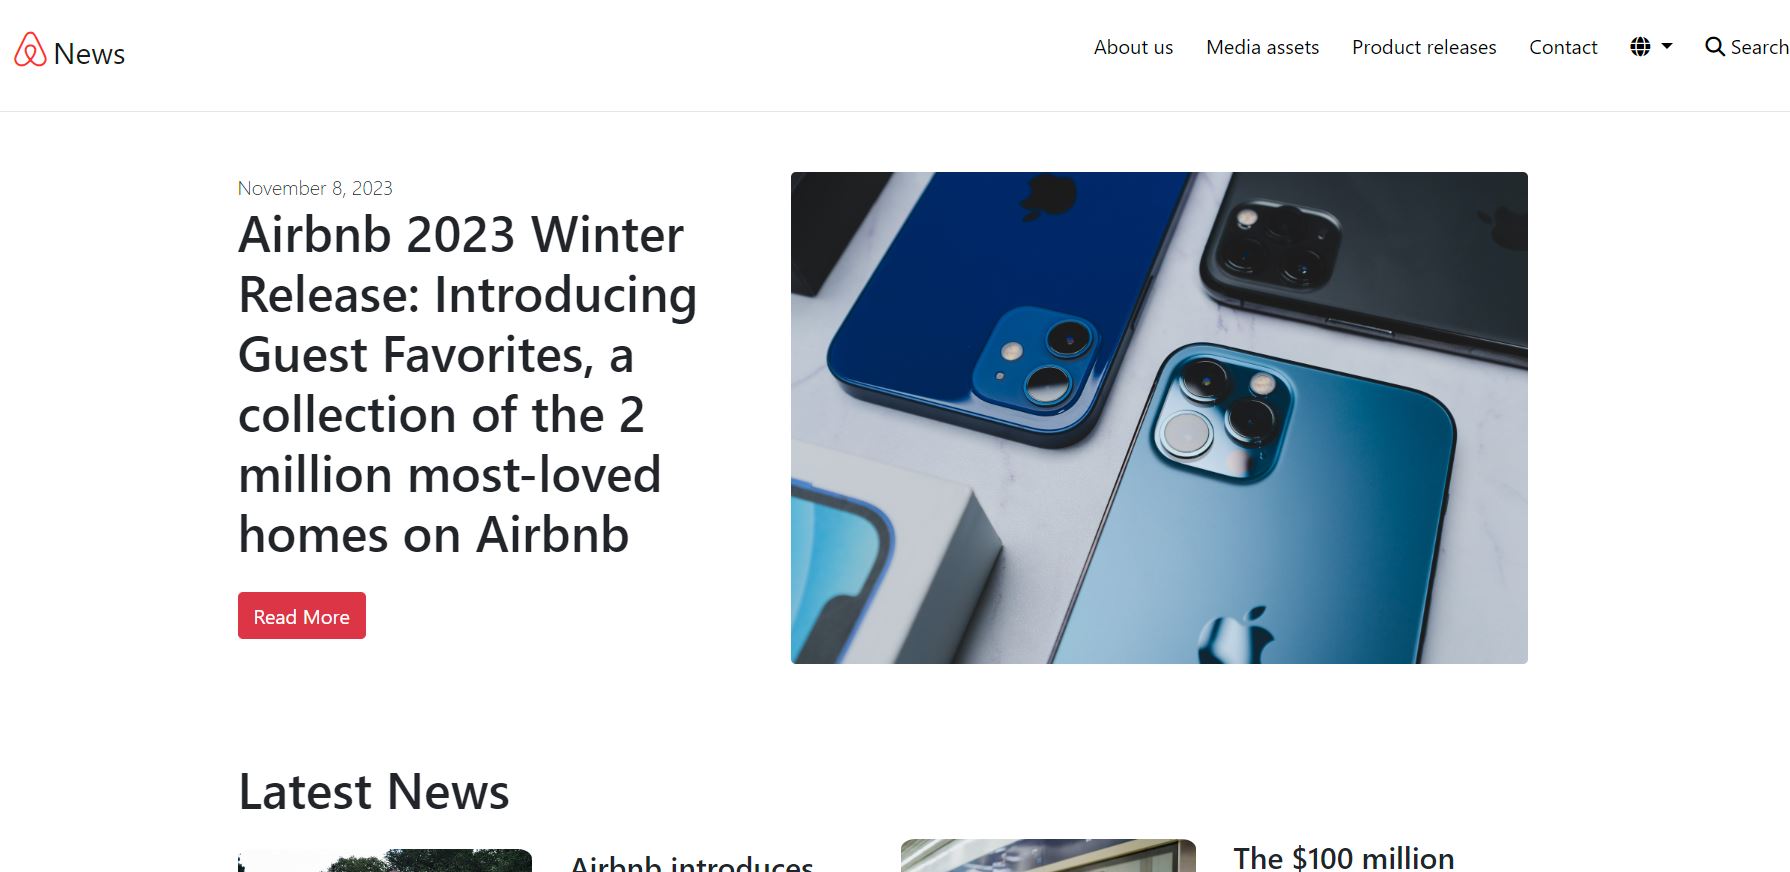 News
About us
Media assets
Product releases
Contact
Search
November 8, 2023
Airbnb 2023 Winter
Release: Introducing
Guest Favorites, a
collection of the 2
million most-loved
homes on Airbnb
Read More
Latest News
Airbnb introduces
The $100 million